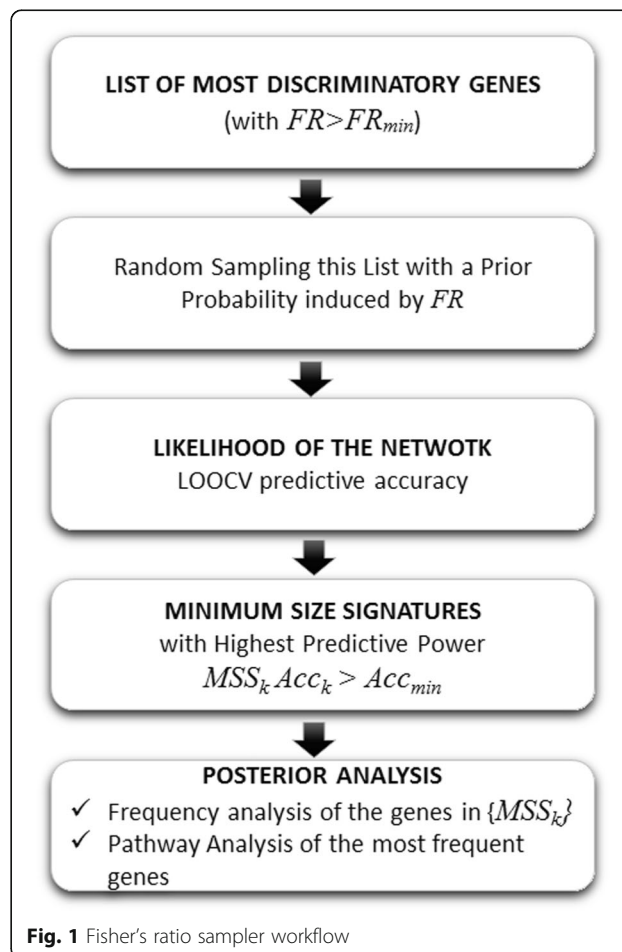 LIST OF MOST DISCRIMINATORY GENES
(with FR>FRmin)
Random Sampling this List with a Prior
Probability induced by FR
LIKELIHOOD OF THE NETWOTK
LOOCV predictive accuracy
MINIMUM SIZE SIGNATURES
with Highest Predictive Power
MSSk Acck > Accmin
POSTERIOR ANALYSIS
✓ Frequency analysis of the genes in {MSSk}
✓ Pathway Analysis of the most frequent
genes
Fig. 1 Fisher's ratio sampler workflow